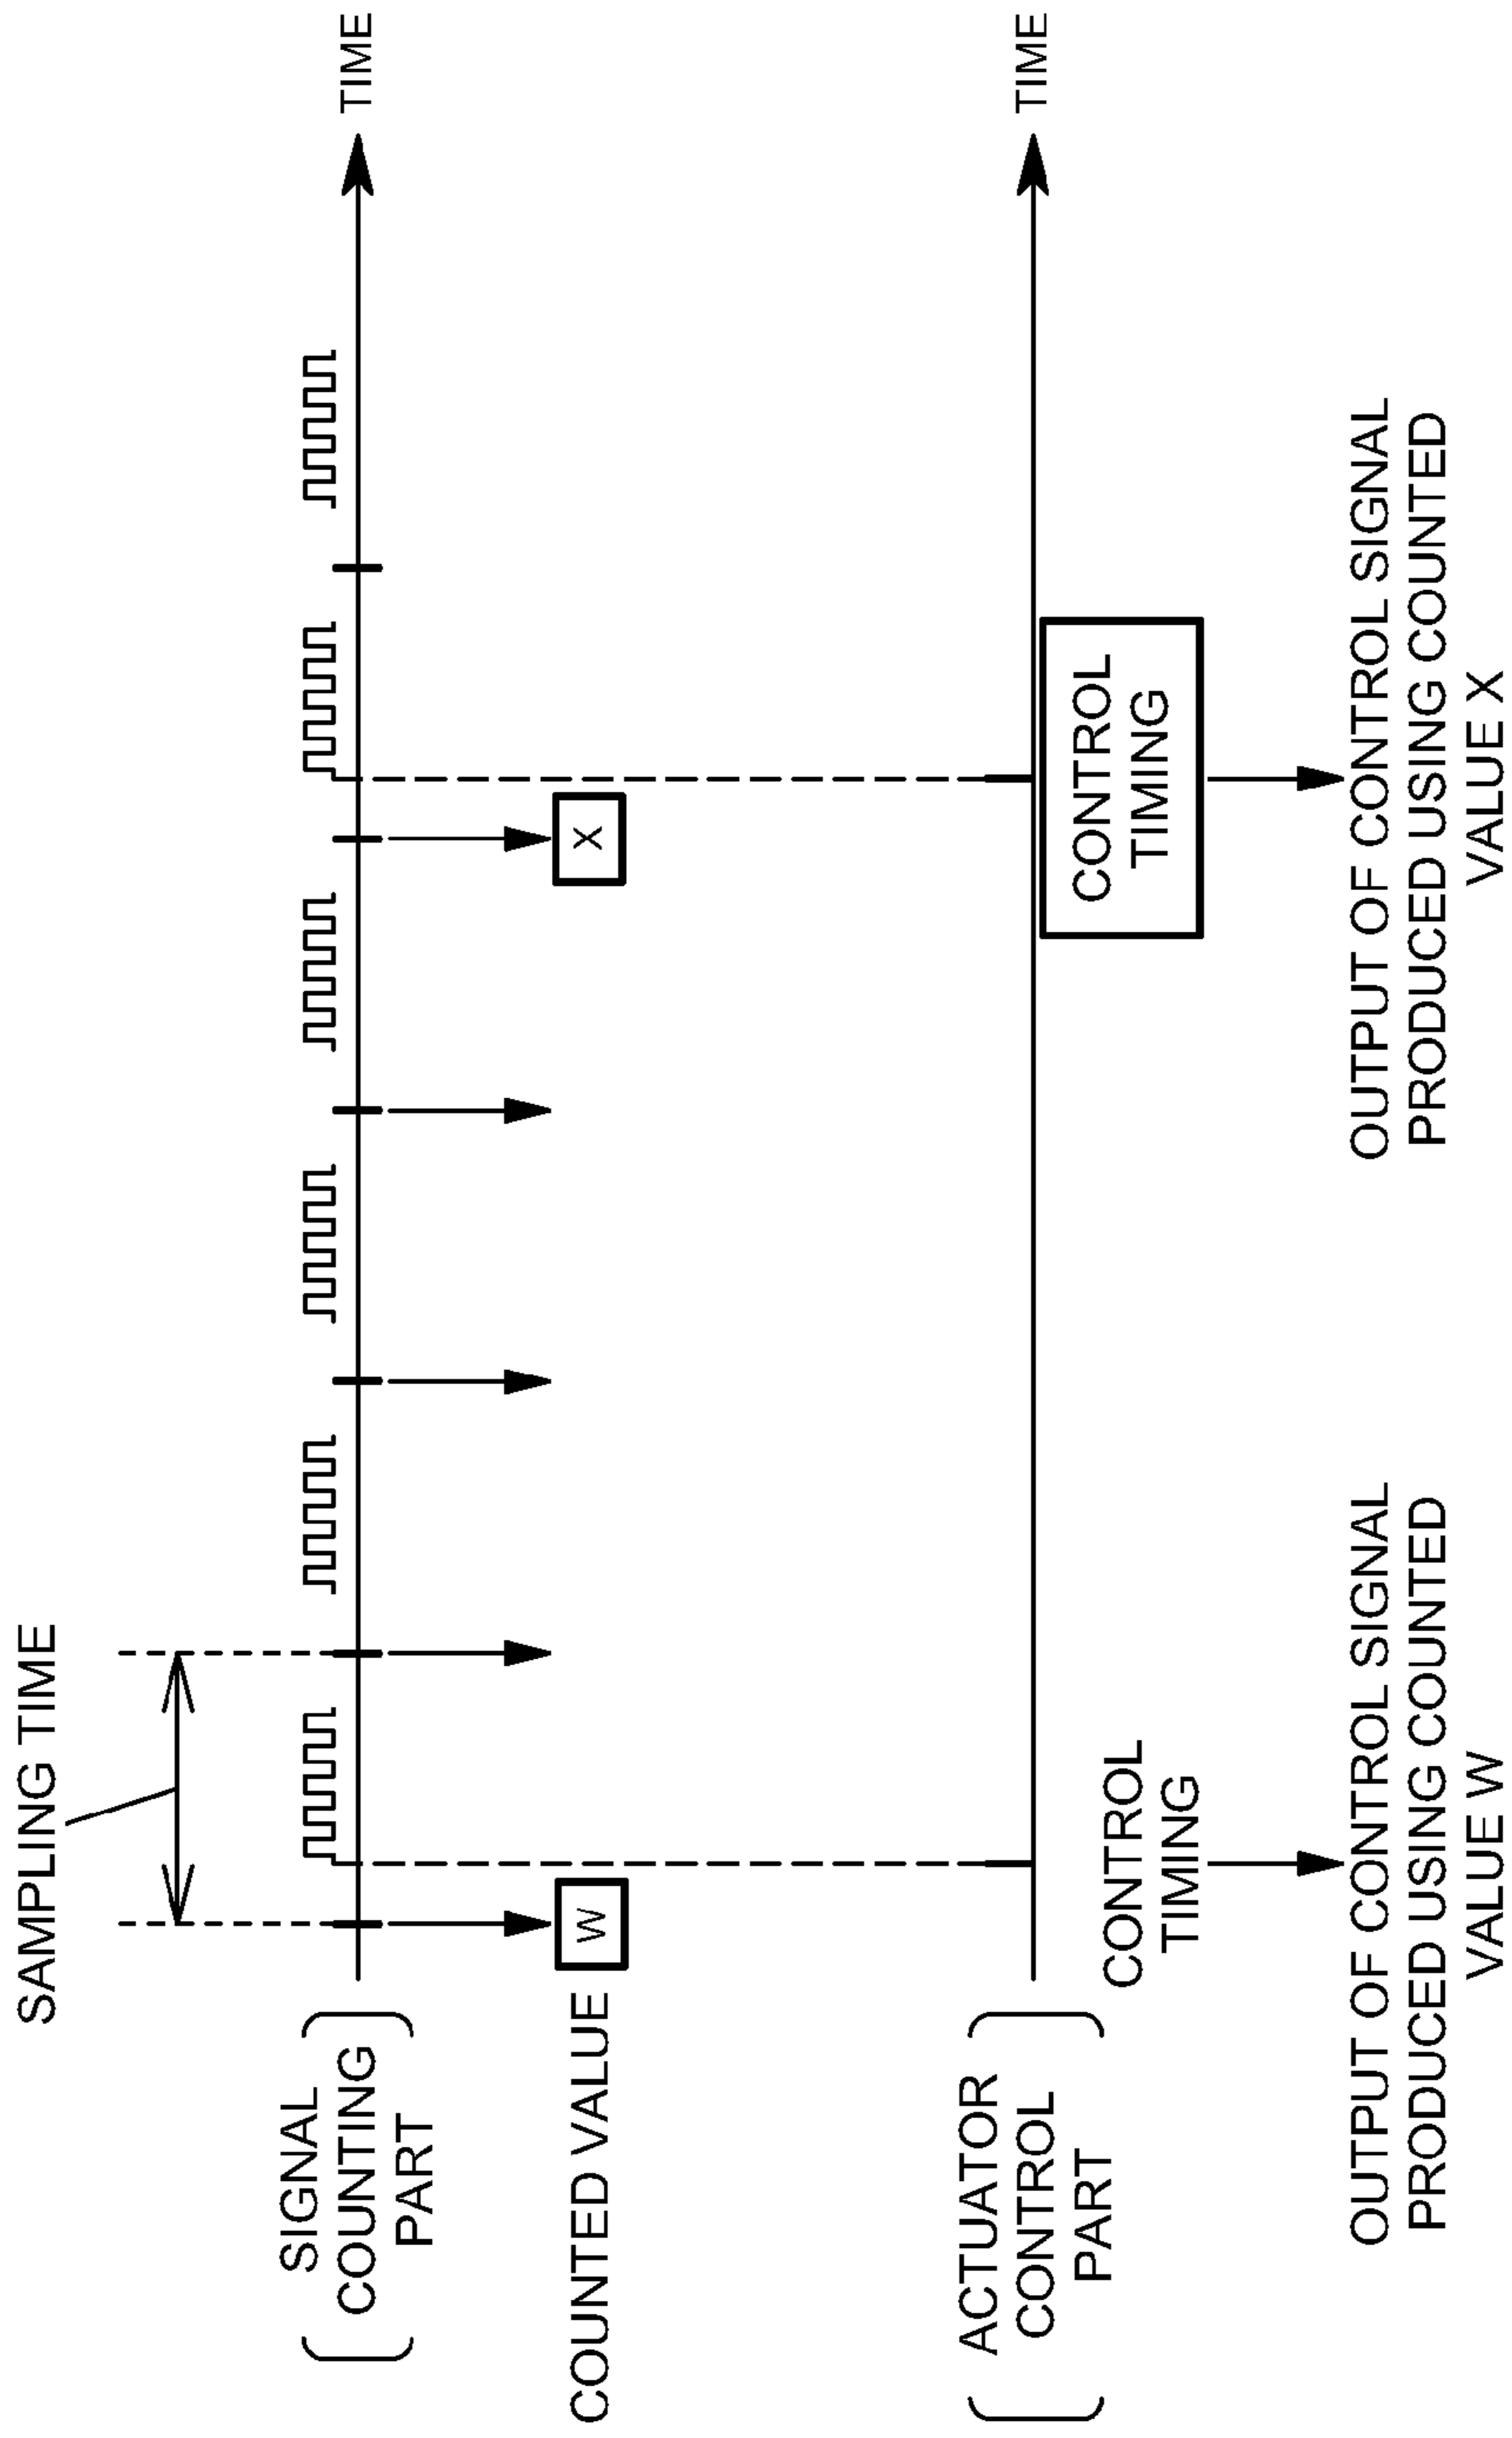 SAMPLING TIME
SIGNAL
COUNTING
PART
TIME
COUNTED VALUE
W
X
ACTUATOR
CONTROL
PART
TIME
CONTROL
TIMING
CONTROL
TIMING
OUTPUT OF CONTROL SIGNAL
PRODUCED USING COUNTED
VALUE W
OUTPUT OF CONTROL SIGNAL
PRODUCED USING COUNTED
VALUE X